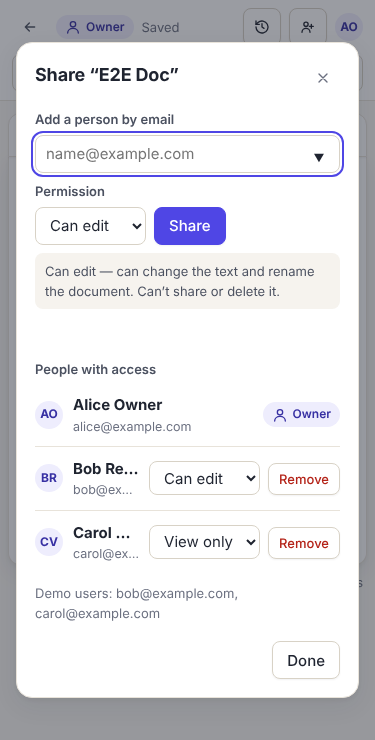 Owner
Saved
AO
Share “E2E Doc”
Add a person by email
name@example.com
Permission
Can edit
Share
Can edit — can change the text and rename
the document. Can’t share or delete it.
People with access
AO
Alice Owner
alice@example.com
Owner
BR
Bob Re...
bob@ex...
Can edit
Remove
CV
Carol ...
carol@ex...
View only
Remove
Demo users: bob@example.com,
carol@example.com
Done